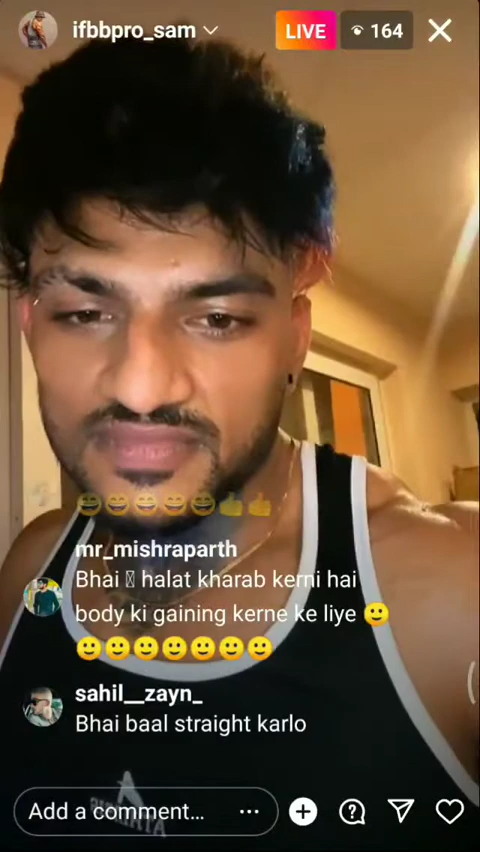 ifbbpro_sam
LIVE
164
😄😄😄😄😄👍👍
mr_mishraparth
Bhai halat kharab kerni hai
body ki gaining kerne ke liye 🙂
🙂🙂🙂🙂🙂🙂🙂
sahil__zayn_
Bhai baal straight karlo
Add a comment...